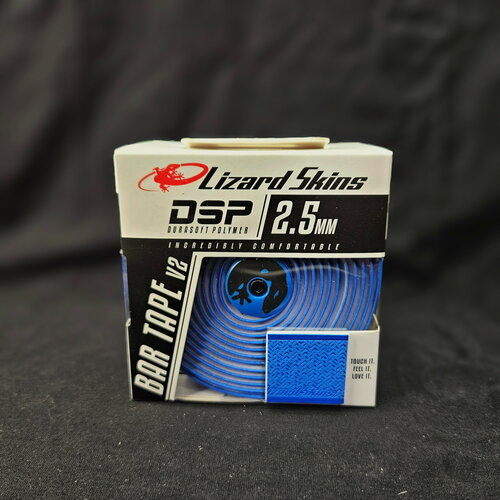 Lizard Skins
DSP
DURASOFT POLYMER
2.5MM
INCREDIBLY COMFORTABLE
BAR TAPE V2
TOUCH IT.
FEEL IT.
LOVE IT.